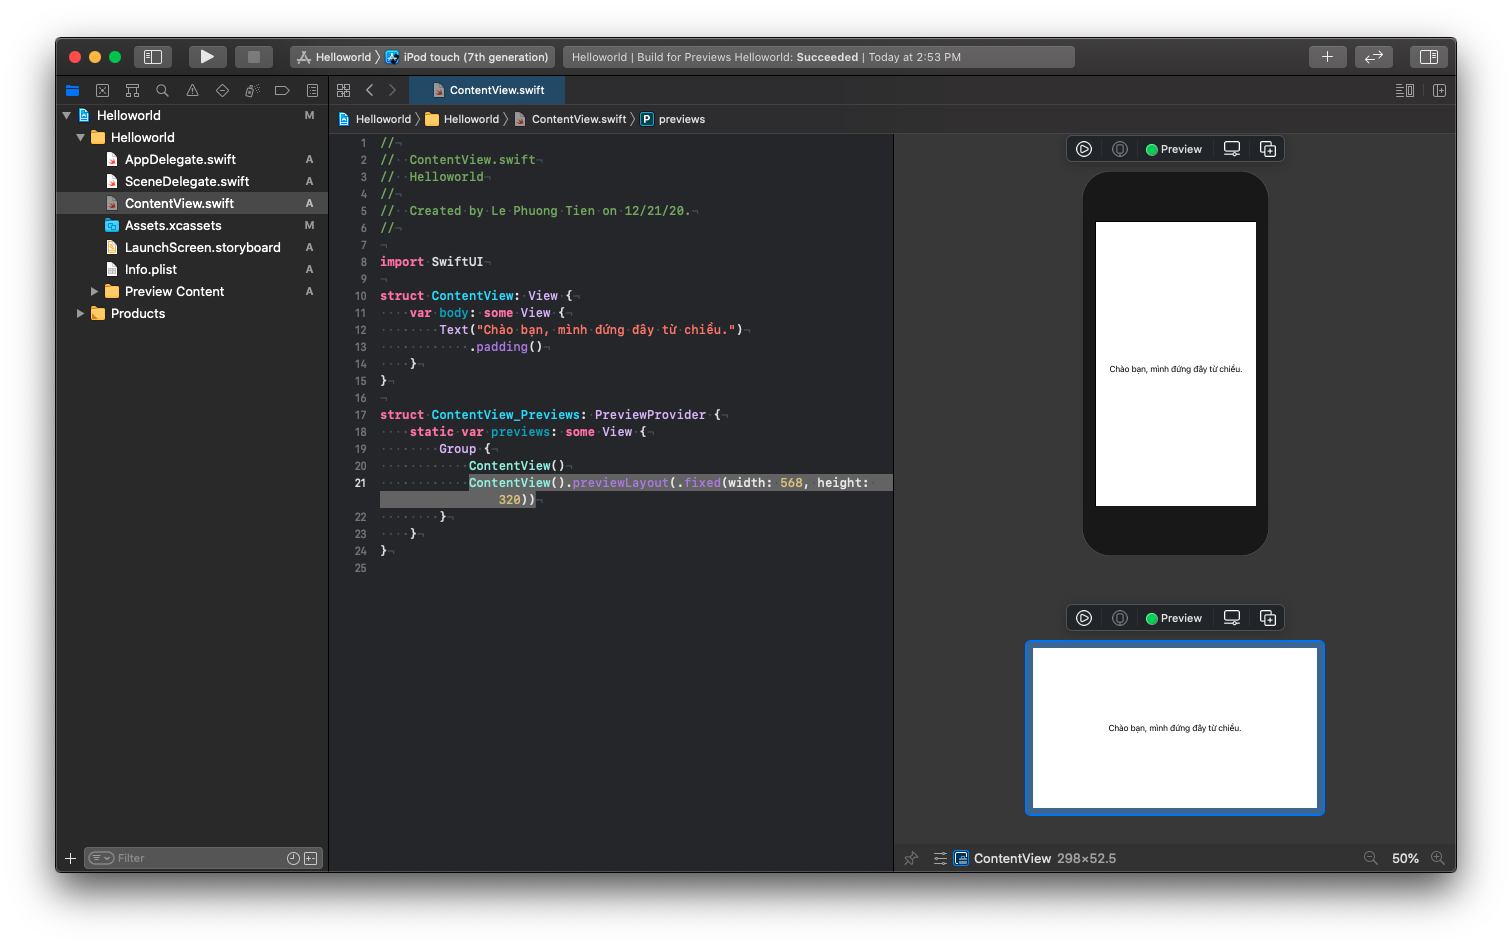 Helloworld
iPod touch (7th generation)
Helloworld | Build for Previews Helloworld: Succeeded | Today at 2:53 PM
ContentView.swift
Helloworld M
Helloworld
AppDelegate.swift A
SceneDelegate.swift A
ContentView.swift A
Assets.xcassets M
LaunchScreen.storyboard A
Info.plist A
Preview Content A
Products
Filter
Helloworld
Helloworld
ContentView.swift
P previews
1 //
2 // ContentView.swift
3 // Helloworld
4 //
5 // Created by Le Phuong Tien on 12/21/20.
6 //
7
8 import SwiftUI
9
10 struct ContentView: View {
11 var body: some View {
12 Text("Chào bạn, mình đứng đây từ chiều.")
13 .padding()
14 }
15 }
16
17 struct ContentView_Previews: PreviewProvider {
18 static var previews: some View {
19 Group {
20 ContentView()
21 ContentView().previewLayout(.fixed(width: 568, height:
320))
22 }
23 }
24 }
25
Preview
Chào bạn, mình đứng đây từ chiều.
Preview
Chào bạn, mình đứng đây từ chiều.
ContentView 298×52.5
50%